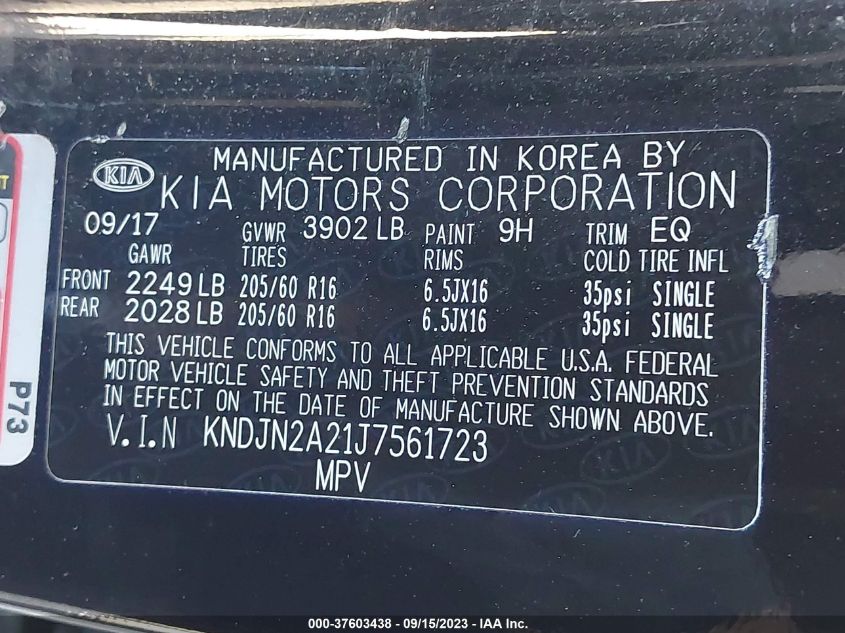 MANUFACTURED IN KOREA BY
KIA KIA MOTORS CORPORATION
09/17 GVWR 3902 LB PAINT 9H TRIM EQ
GAWR TIRES RIMS COLD TIRE INFL
FRONT 2249 LB 205/60 R16 6.5JX16 35psi SINGLE
REAR 2028 LB 205/60 R16 6.5JX16 35psi SINGLE
THIS VEHICLE CONFORMS TO ALL APPLICABLE U.S.A. FEDERAL
MOTOR VEHICLE SAFETY AND THEFT PREVENTION STANDARDS
IN EFFECT ON THE DATE OF MANUFACTURE SHOWN ABOVE.
V.I.N KNDJN2A21J7561723
MPV
P73
000-37603438 - 09/15/2023 - IAA Inc.